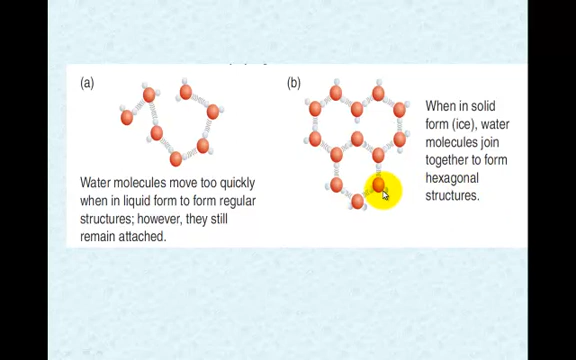 (a)
Water molecules move too quickly
when in liquid form to form regular
structures; however, they still
remain attached.
(b)
When in solid
form (ice), water
molecules join
together to form
hexagonal
structures.